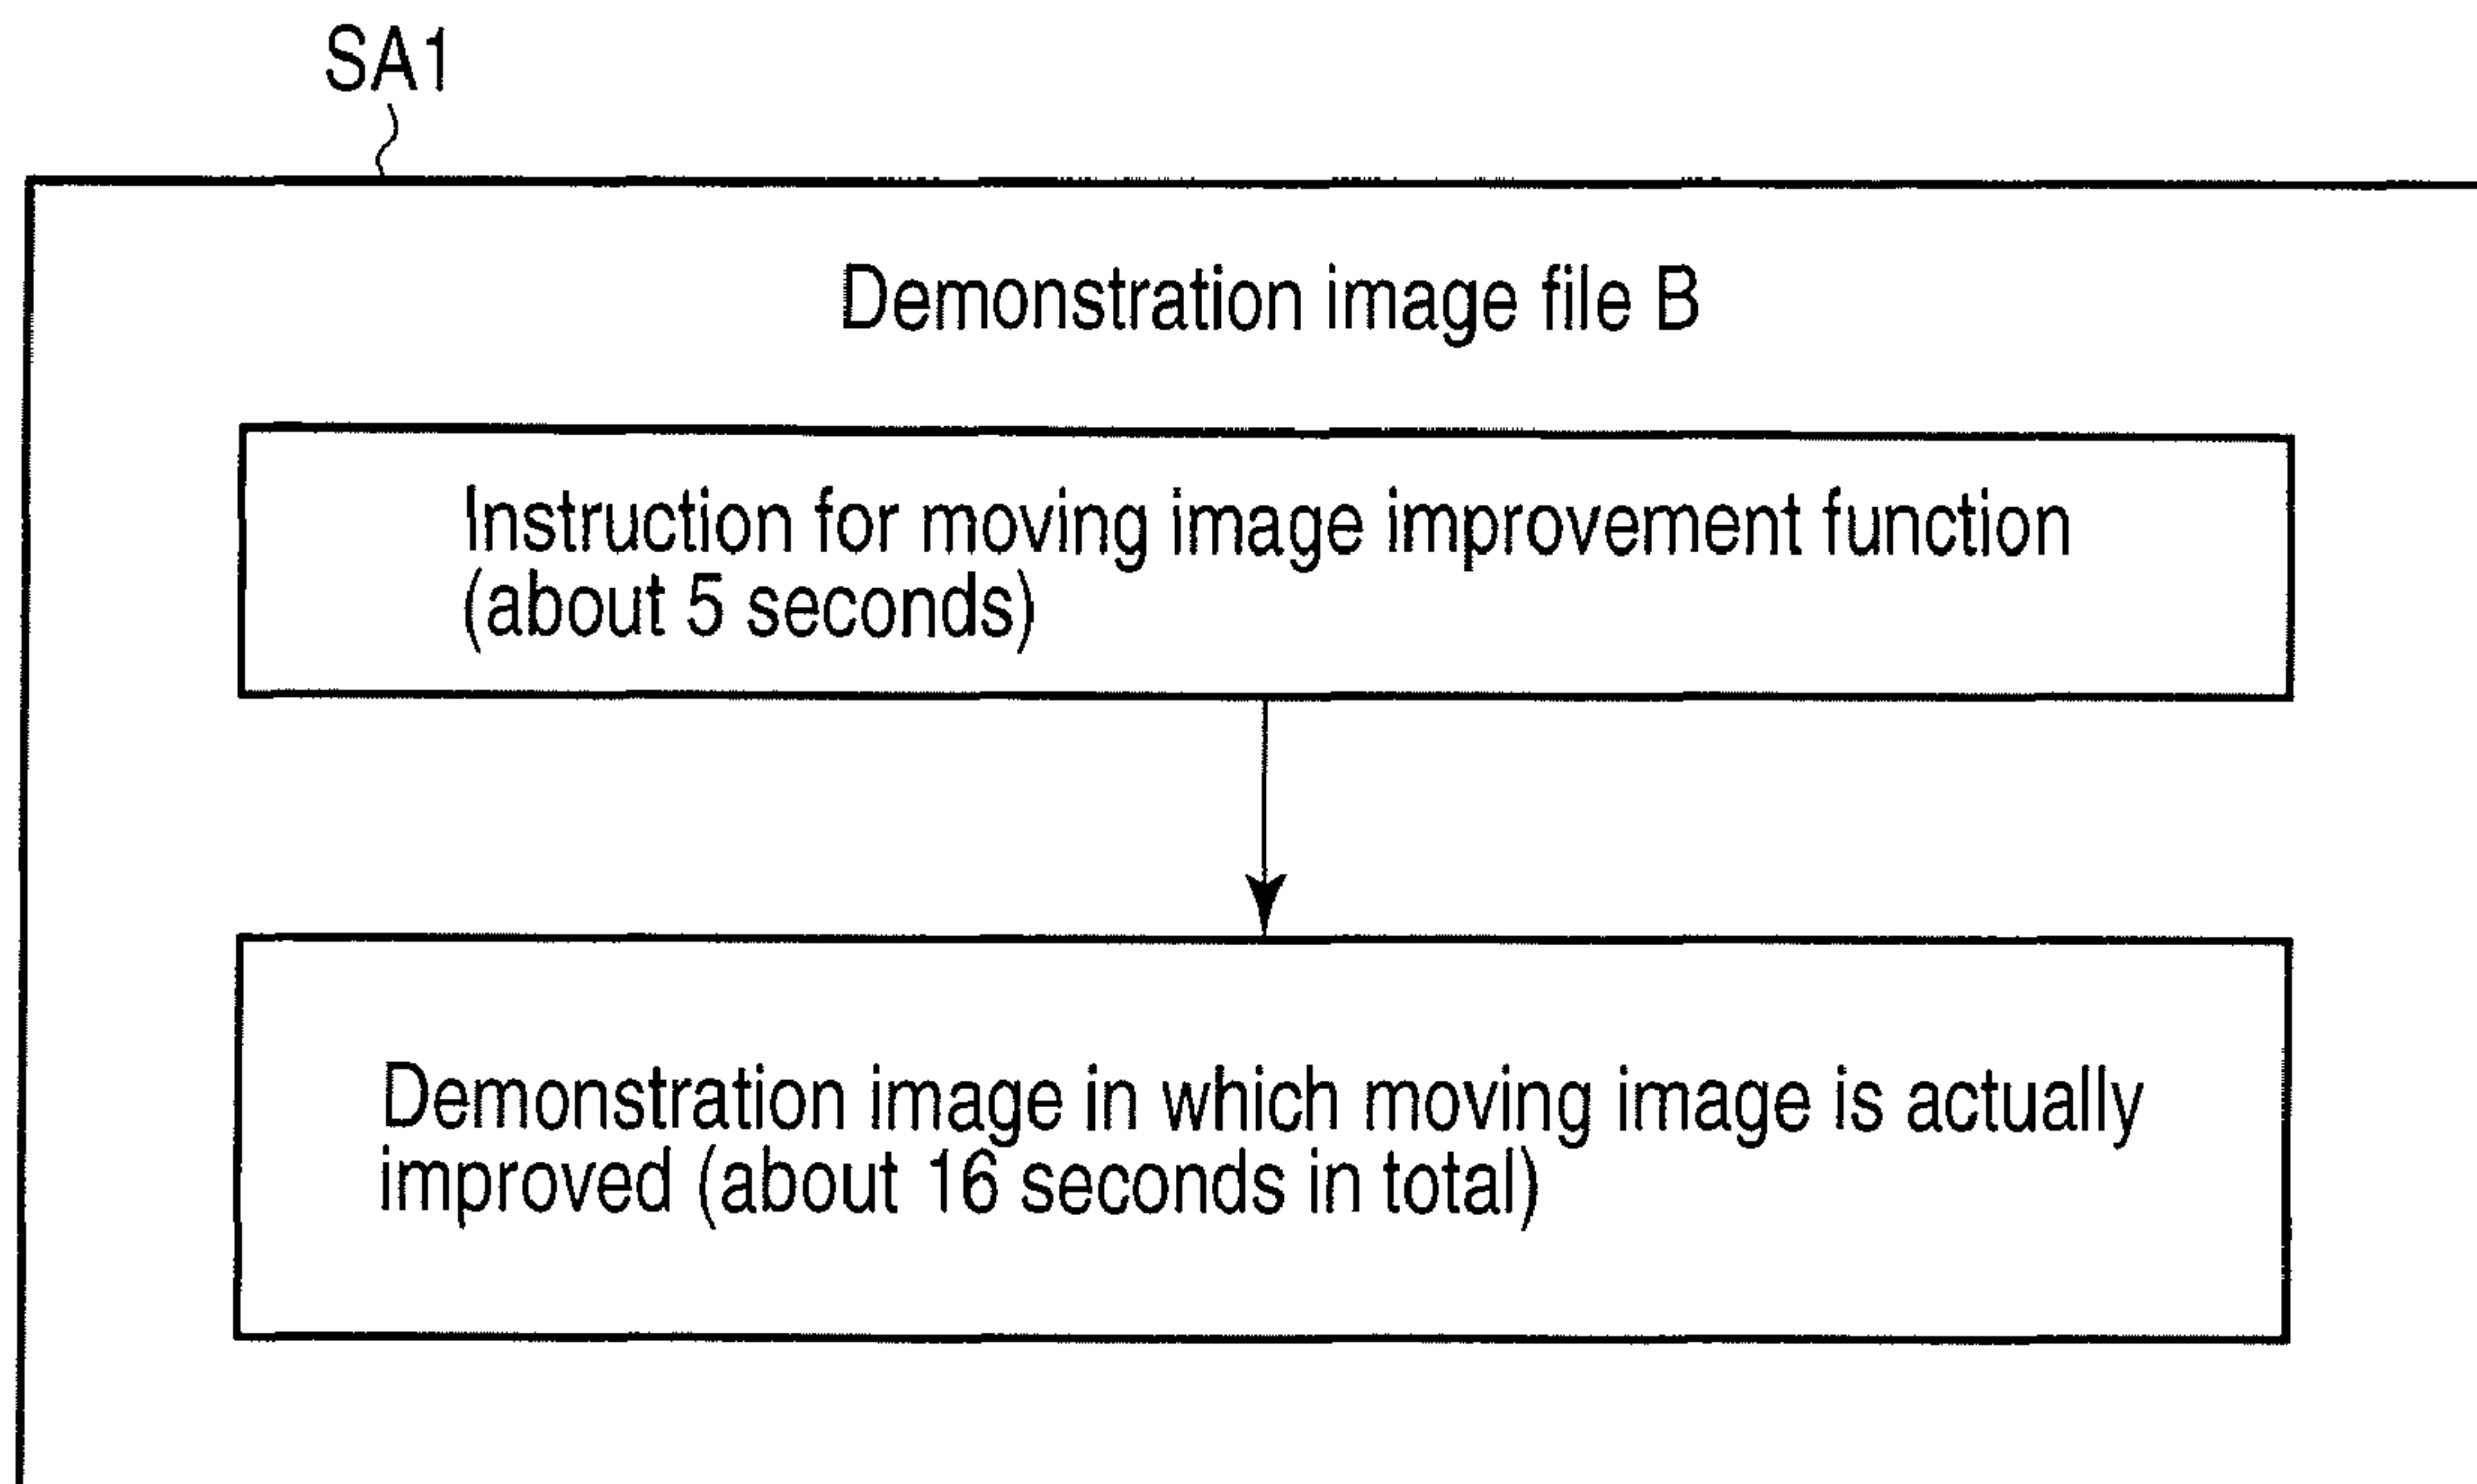 SA1
Demonstration image file B
Instruction for moving image improvement function
(about 5 seconds)
Demonstration image in which moving image is actually
improved (about 16 seconds in total)